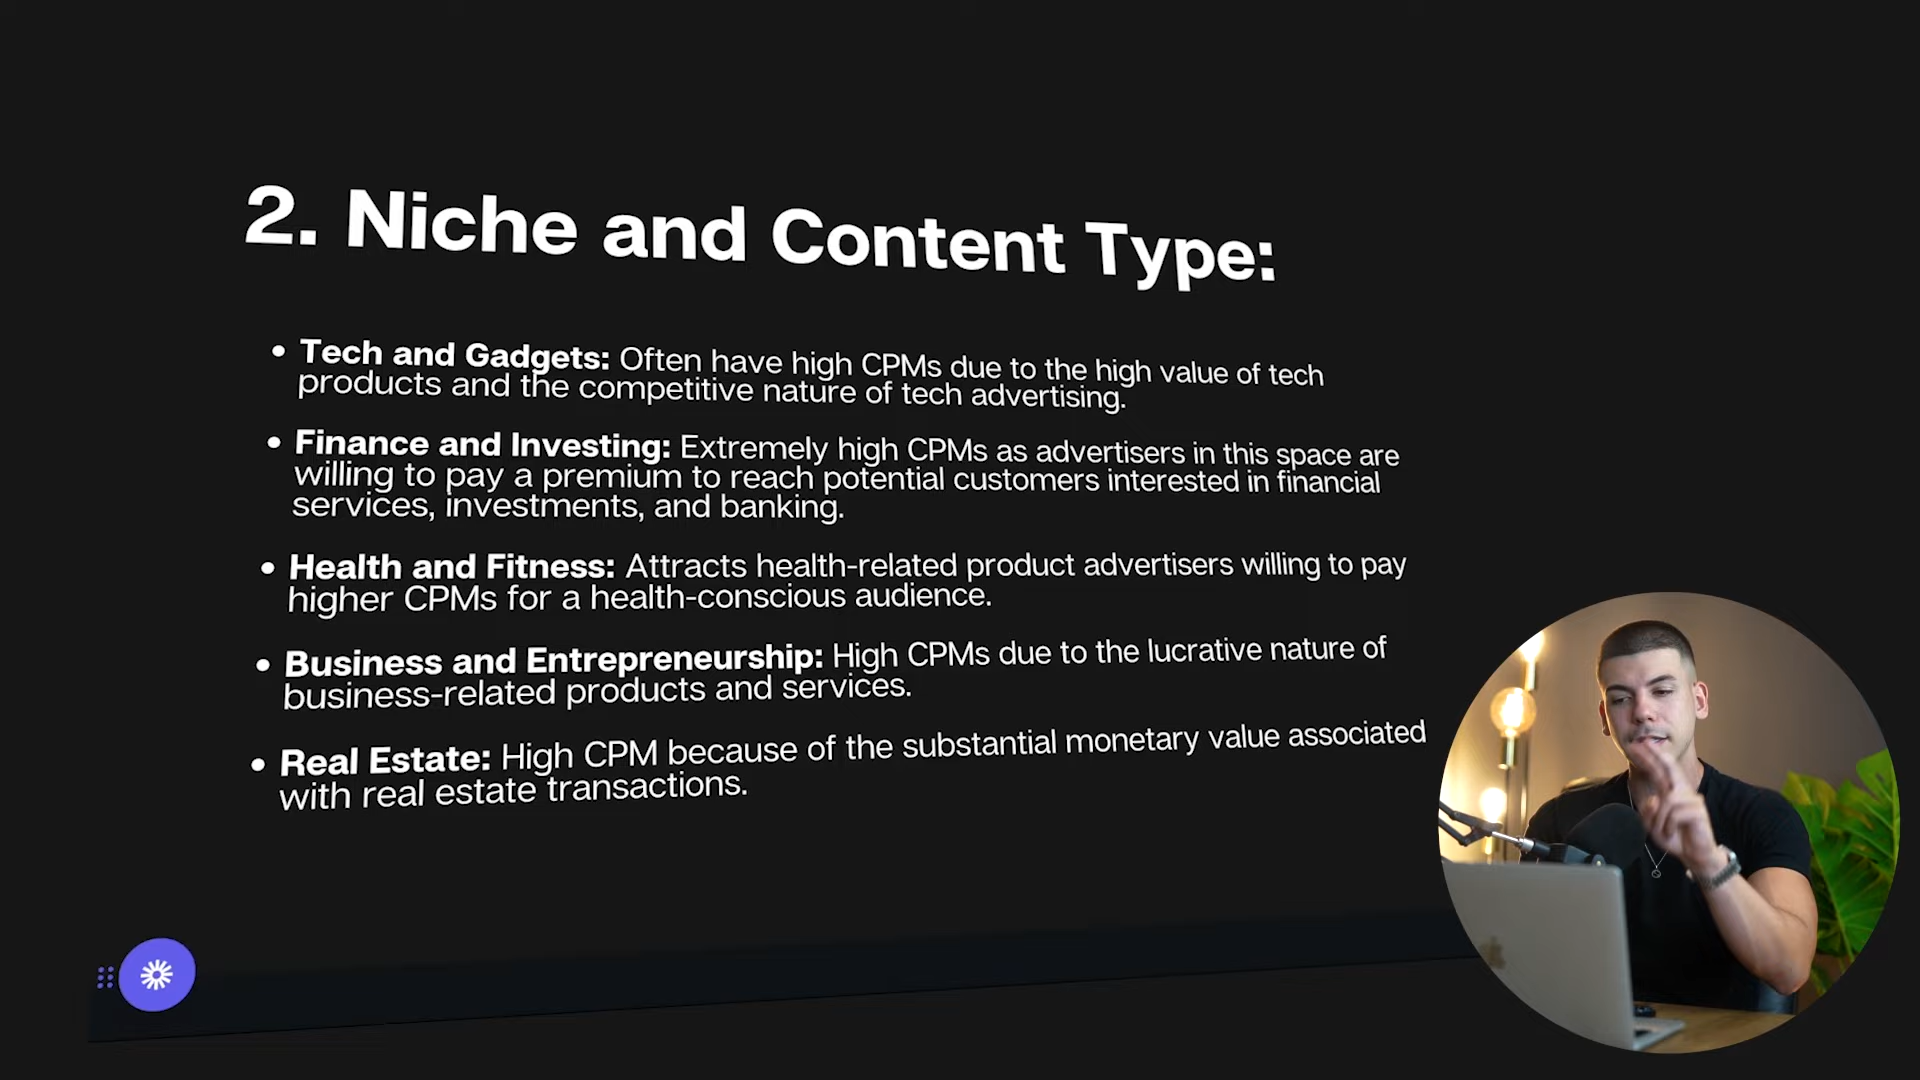 2. Niche and Content Type:
• Tech and Gadgets: Often have high CPMs due to the high value of tech
products and the competitive nature of tech advertising.
• Finance and Investing: Extremely high CPMs as advertisers in this space are
willing to pay a premium to reach potential customers interested in financial
services, investments, and banking.
• Health and Fitness: Attracts health-related product advertisers willing to pay
higher CPMs for a health-conscious audience.
• Business and Entrepreneurship: High CPMs due to the lucrative nature of
business-related products and services.
• Real Estate: High CPM because of the substantial monetary value associated
with real estate transactions.